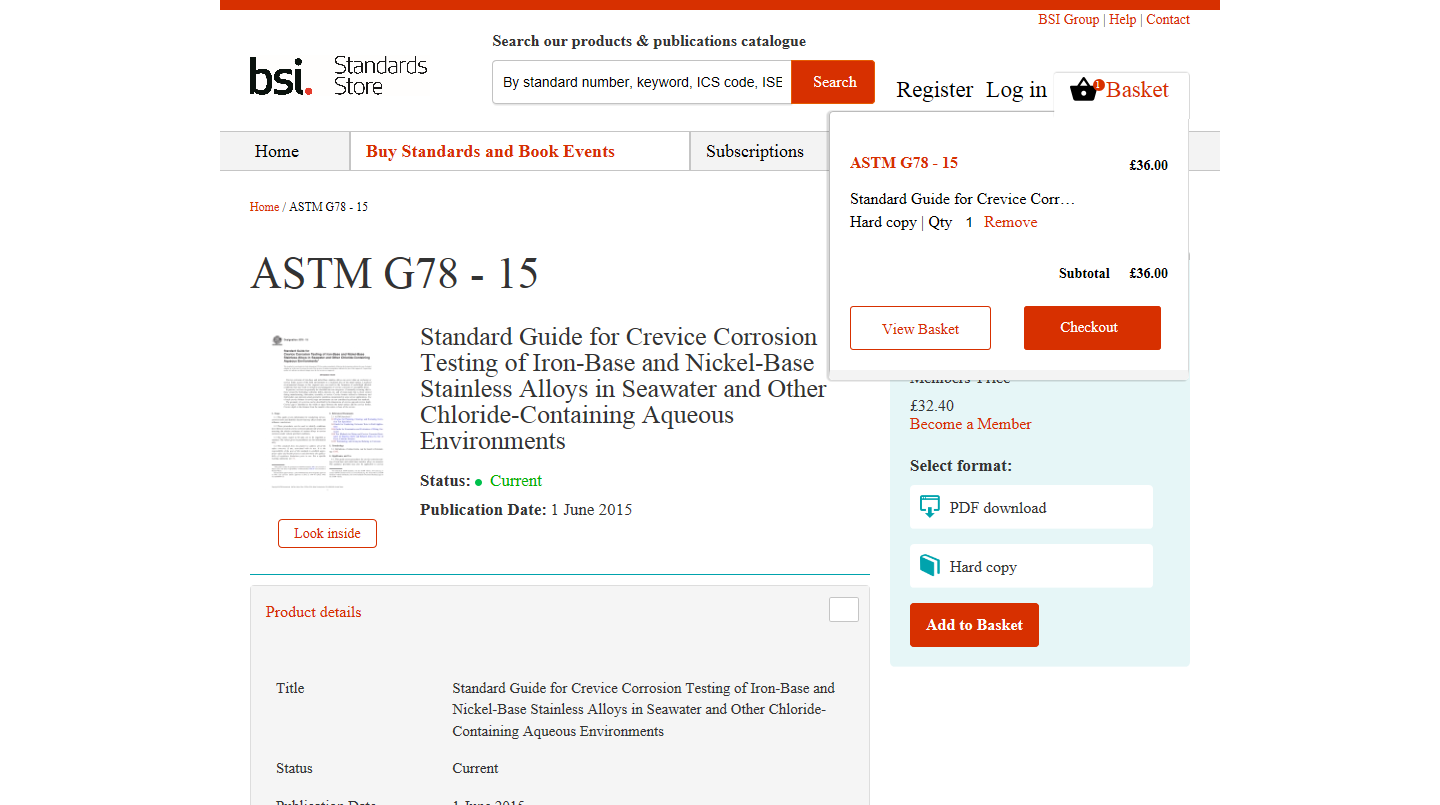 BSI Group | Help | Contact
Search our products & publications catalogue
bsi. Standards Store
By standard number, keyword, ICS code, ISB
Search
Register Log in 1 Basket
Home
Buy Standards and Book Events
Subscriptions
ASTM G78 - 15 £36.00
Standard Guide for Crevice Corr…
Hard copy | Qty 1 Remove
Subtotal £36.00
View Basket
Checkout
Home / ASTM G78 - 15
ASTM G78 - 15
Standard Guide for Crevice Corrosion
Testing of Iron-Base and Nickel-Base
Stainless Alloys in Seawater and Other
Chloride-Containing Aqueous
Environments
Status: Current
Publication Date: 1 June 2015
Look inside
Members Price
£32.40
Become a Member
Select format:
PDF download
Hard copy
Add to Basket
Product details
Title
Standard Guide for Crevice Corrosion Testing of Iron-Base and
Nickel-Base Stainless Alloys in Seawater and Other Chloride-
Containing Aqueous Environments
Status Current
Publication Date 1 June 2015